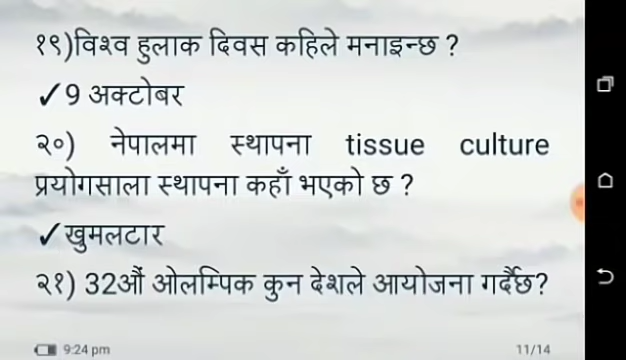 १९)विश्व हुलाक दिवस कहिले मनाइन्छ ?
✓9 अक्टोबर
२०) नेपालमा स्थापना tissue culture
प्रयोगसाला स्थापना कहाँ भएको छ ?
✓खुमलटार
२१) 32औं ओलम्पिक कुन देशले आयोजना गर्दैछ?
9:24 pm
11/14